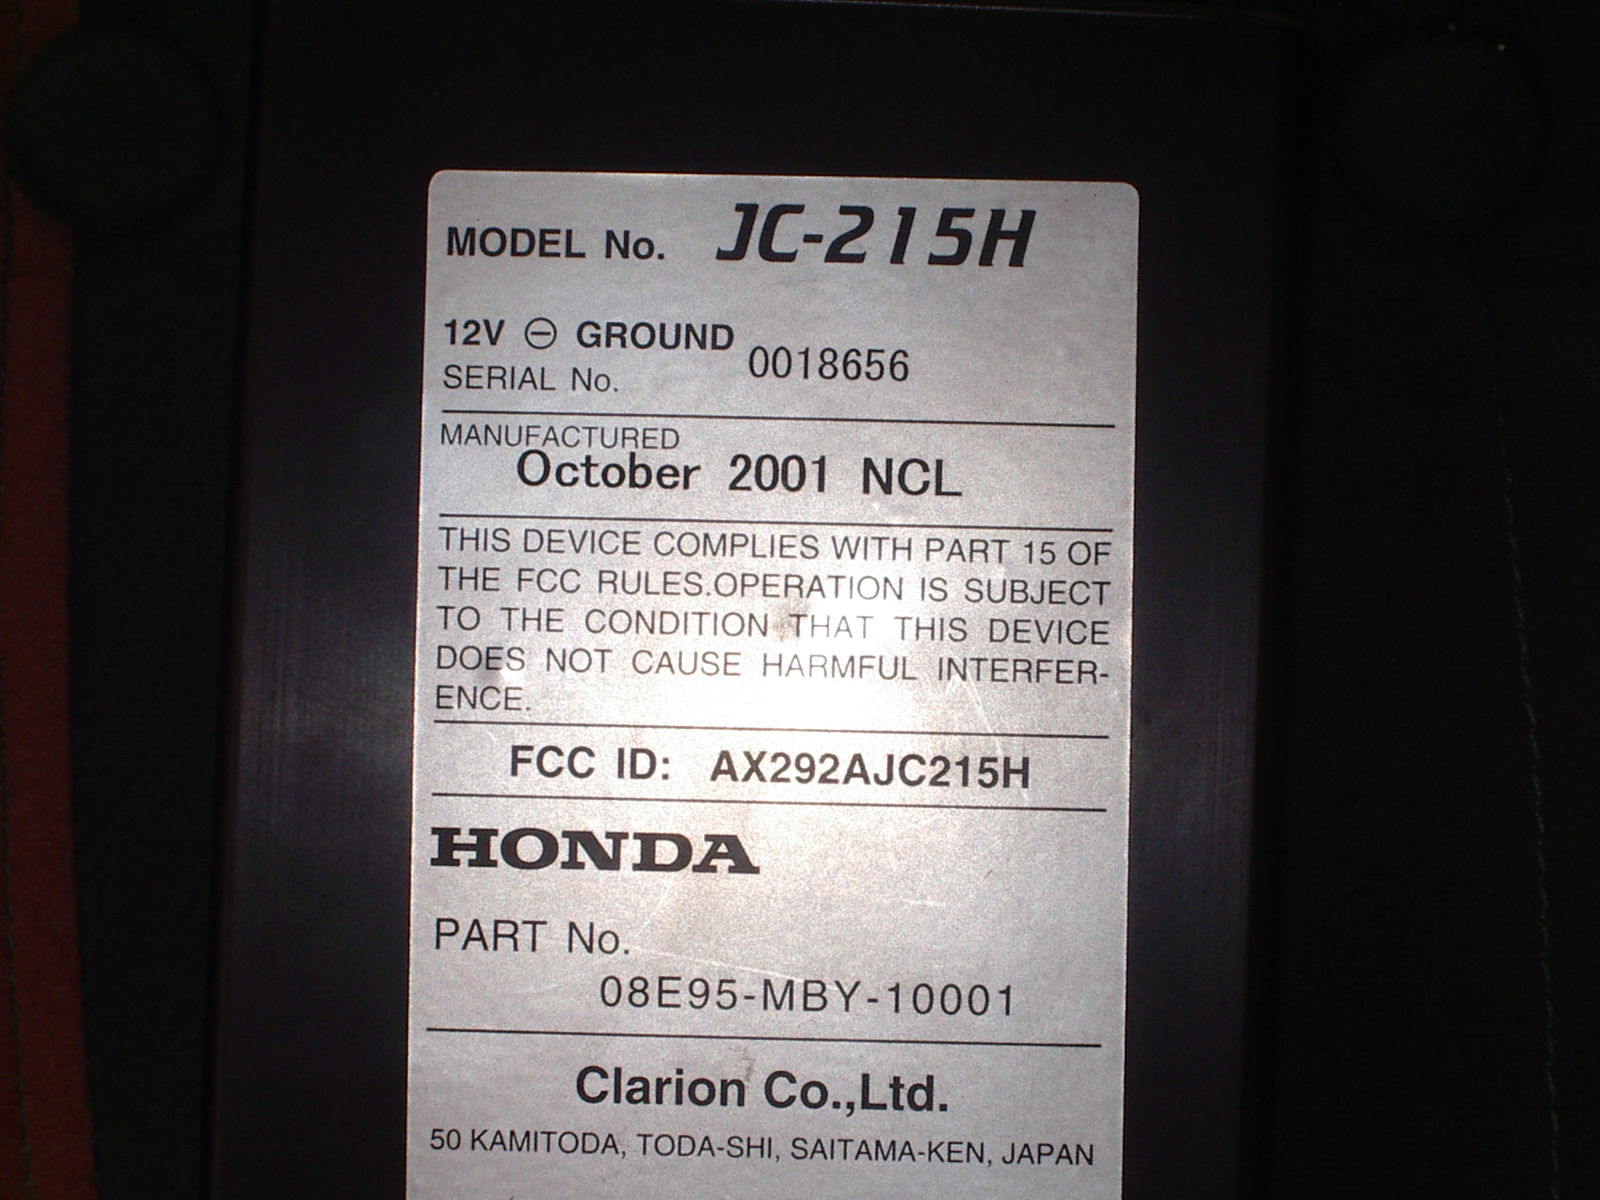 MODEL No. JC-215H
12V ⊖ GROUND
SERIAL No. 0018656
MANUFACTURED
October 2001 NCL
THIS DEVICE COMPLIES WITH PART 15 OF
THE FCC RULES.OPERATION IS SUBJECT
TO THE CONDITION THAT THIS DEVICE
DOES NOT CAUSE HARMFUL INTERFER-
ENCE.
FCC ID: AX292AJC215H
HONDA
PART No.
08E95-MBY-10001
Clarion Co.,Ltd.
50 KAMITODA, TODA-SHI, SAITAMA-KEN, JAPAN